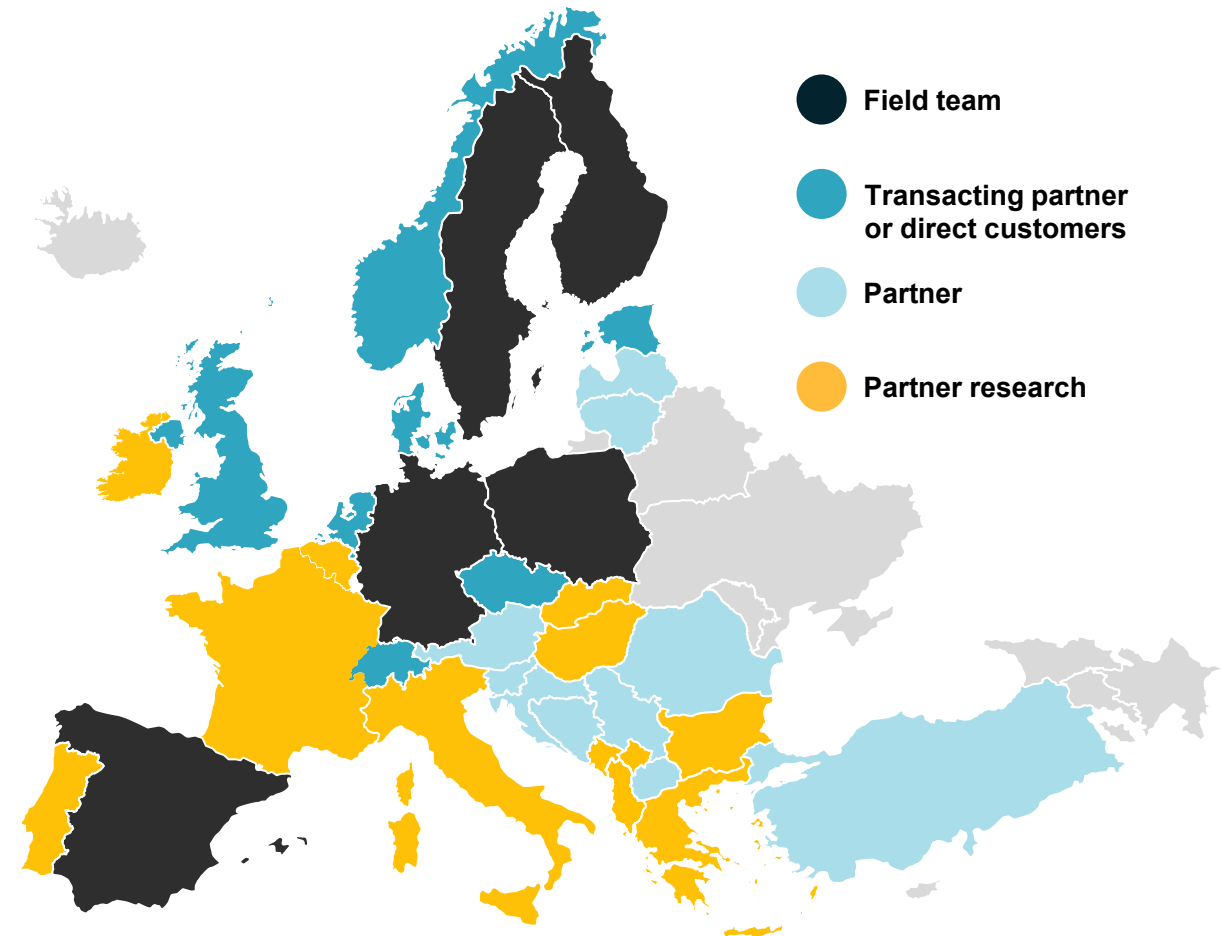 Field team
Transacting partner
or direct customers
Partner
Partner research